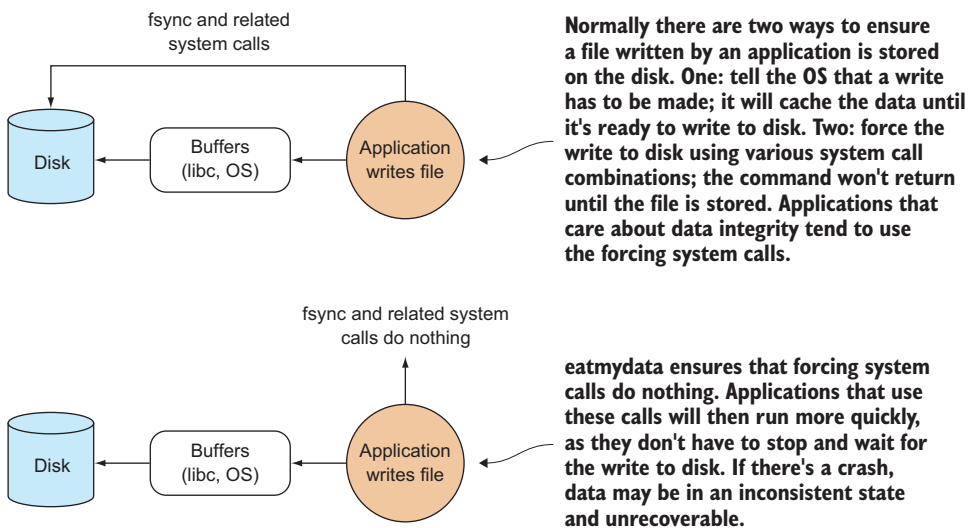 fsync and related
system calls
Disk
Buffers
(libc, OS)
Application
writes file
Normally there are two ways to ensure
a file written by an application is stored
on the disk. One: tell the OS that a write
has to be made; it will cache the data until
it's ready to write to disk. Two: force the
write to disk using various system call
combinations; the command won't return
until the file is stored. Applications that
care about data integrity tend to use
the forcing system calls.
fsync and related system
calls do nothing
Disk
Buffers
(libc, OS)
Application
writes file
eatmydata ensures that forcing system
calls do nothing. Applications that use
these calls will then run more quickly,
as they don't have to stop and wait for
the write to disk. If there's a crash,
data may be in an inconsistent state
and unrecoverable.